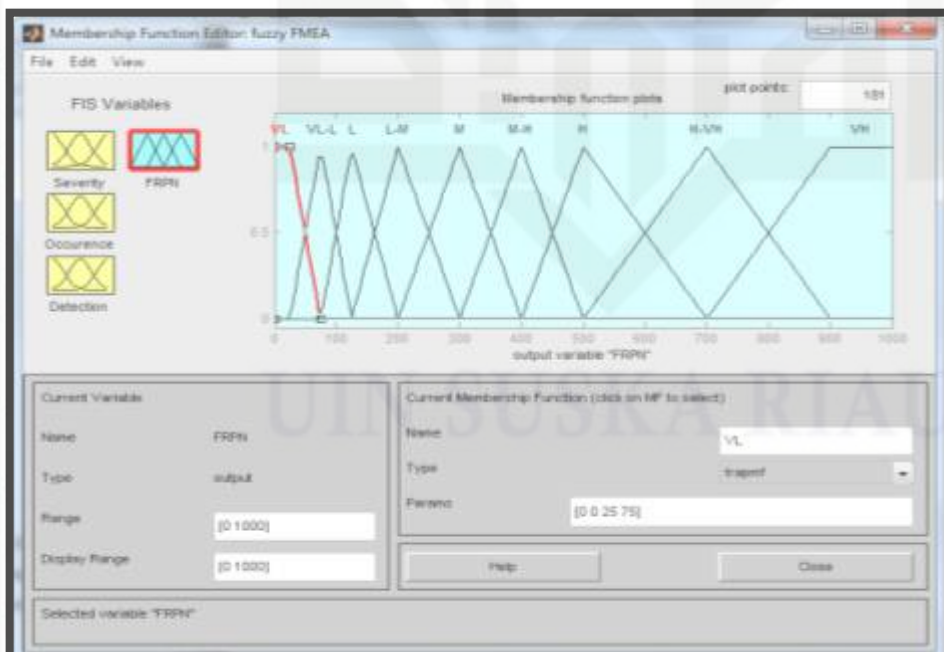 Membership Function Editor: fuzzy FMEA
File Edit View
FIS Variables
Membership function plots
plot points: 181
Severity
FRPN
Occurence
Detection
VL VL-L L L-M M M-H H H-VH VH
1
0.5
0
0 100 200 300 400 500 600 700 800 900 1000
output variable "FRPN"
Current Variable
Name FRPN
Type output
Range [0 1000]
Display Range [0 1000]
Current Membership Function (click on MF to select)
Name VL
Type trapmf
Params [0 0 25 75]
Help Close
Selected variable "FRPN"
UIN SUSKA RIAU